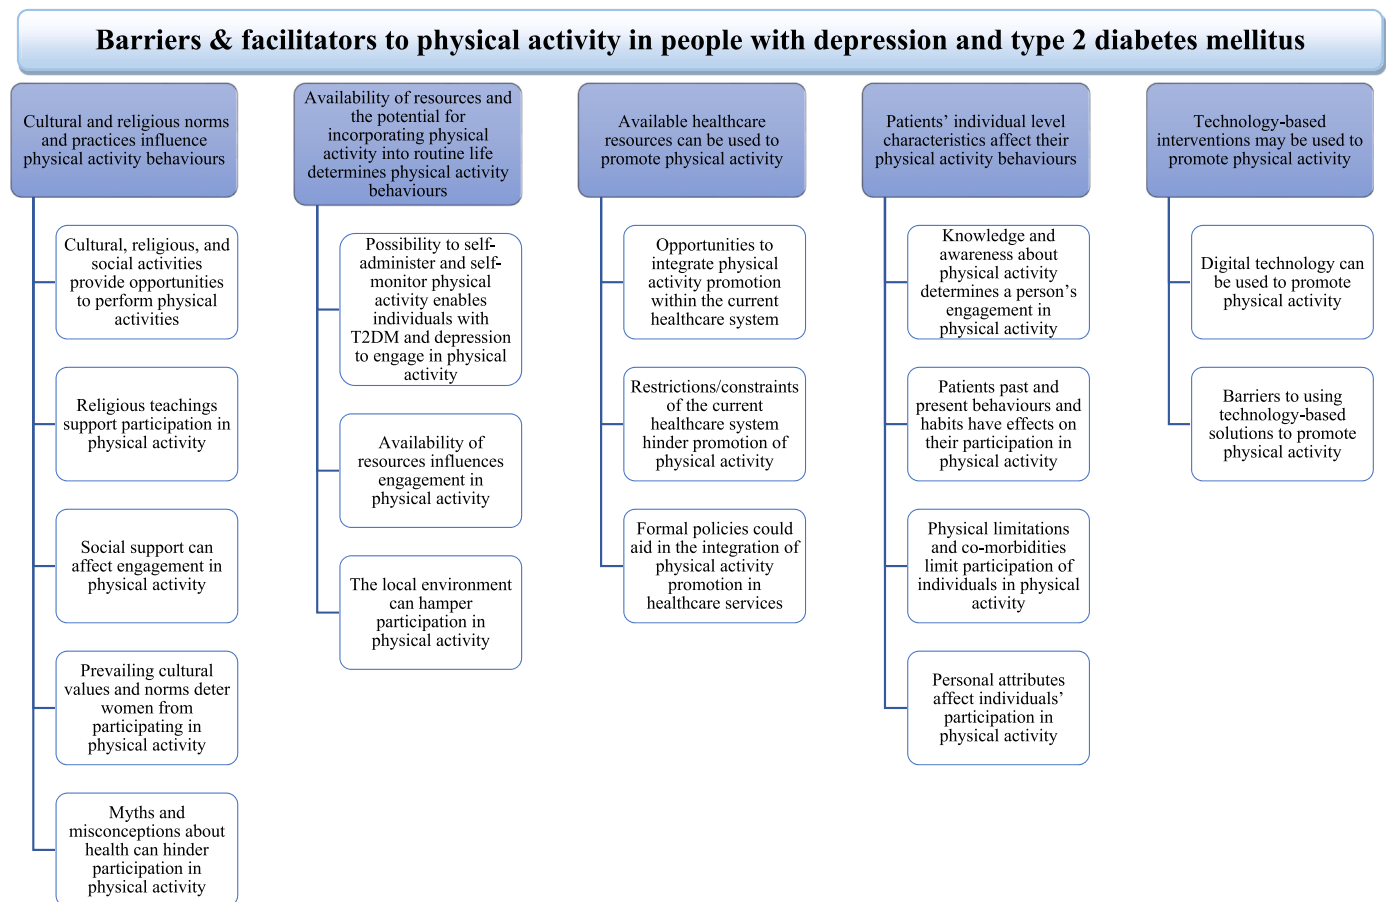 Barriers & facilitators to physical activity in people with depression and type 2 diabetes mellitus
Cultural and religious norms
and practices influence
physical activity behaviours
Cultural, religious, and
social activities
provide opportunities
to perform physical
activities
Religious teachings
support participation in
physical activity
Social support can
affect engagement in
physical activity
Prevailing cultural
values and norms deter
women from
participating in
physical activity
Myths and
misconceptions about
health can hinder
participation in
physical activity
Availability of resources and
the potential for
incorporating physical
activity into routine life
determines physical activity
behaviours
Possibility to self-
administer and self-
monitor physical
activity enables
individuals with
T2DM and depression
to engage in physical
activity
Availability of
resources influences
engagement in
physical activity
The local environment
can hamper
participation in
physical activity
Available healthcare
resources can be used to
promote physical activity
Opportunities to
integrate physical
activity promotion
within the current
healthcare system
Restrictions/constraints
of the current
healthcare system
hinder promotion of
physical activity
Formal policies could
aid in the integration of
physical activity
promotion in
healthcare services
Patients’ individual level
characteristics affect their
physical activity behaviours
Knowledge and
awareness about
physical activity
determines a person’s
engagement in
physical activity
Patients past and
present behaviours and
habits have effects on
their participation in
physical activity
Physical limitations
and co-morbidities
limit participation of
individuals in physical
activity
Personal attributes
affect individuals’
participation in
physical activity
Technology-based
interventions may be used to
promote physical activity
Digital technology can
be used to promote
physical activity
Barriers to using
technology-based
solutions to promote
physical activity